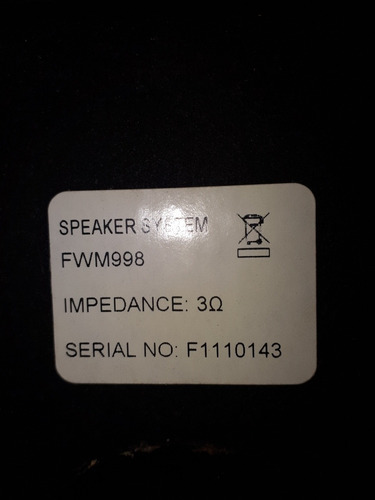 SPEAKER SYSTEM
FWM998
IMPEDANCE: 3Ω
SERIAL NO: F1110143